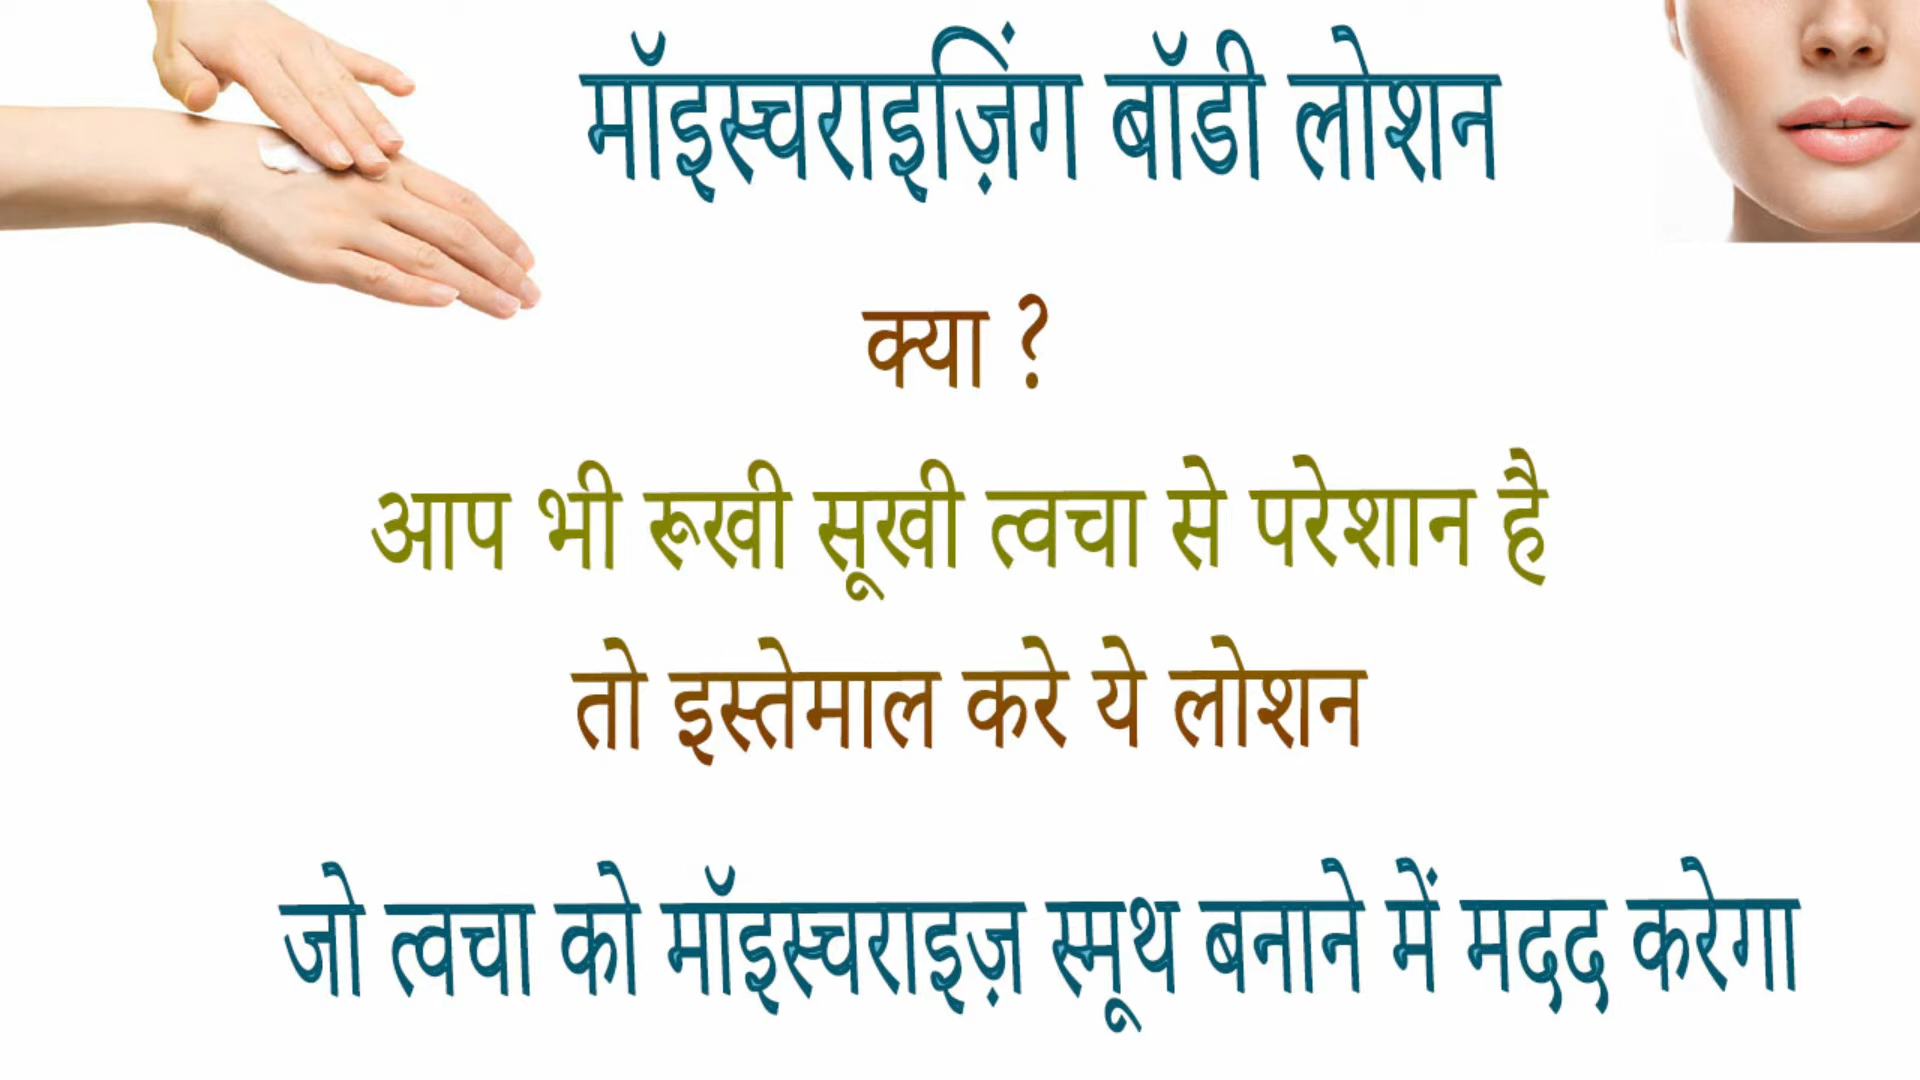 मॉइस्चराइज़िंग बॉडी लोशन
क्या ?
आप भी रूखी सूखी त्वचा से परेशान है
तो इस्तेमाल करे ये लोशन
जो त्वचा को मॉइस्चराइज़ स्मूथ बनाने में मदद करेगा